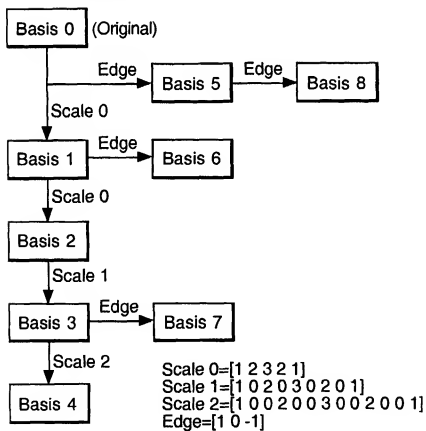 Basis 0 (Original)
Edge Edge
Basis 5 Basis 8
Scale 0
Edge
Basis 1 Basis 6
Scale 0
Basis 2
Scale 1
Edge
Basis 3 Basis 7
Scale 2
Basis 4
Scale 0=[1 2 3 2 1]
Scale 1=[1 0 2 0 3 0 2 0 1]
Scale 2=[1 0 0 2 0 0 3 0 0 2 0 0 1]
Edge=[1 0 -1]